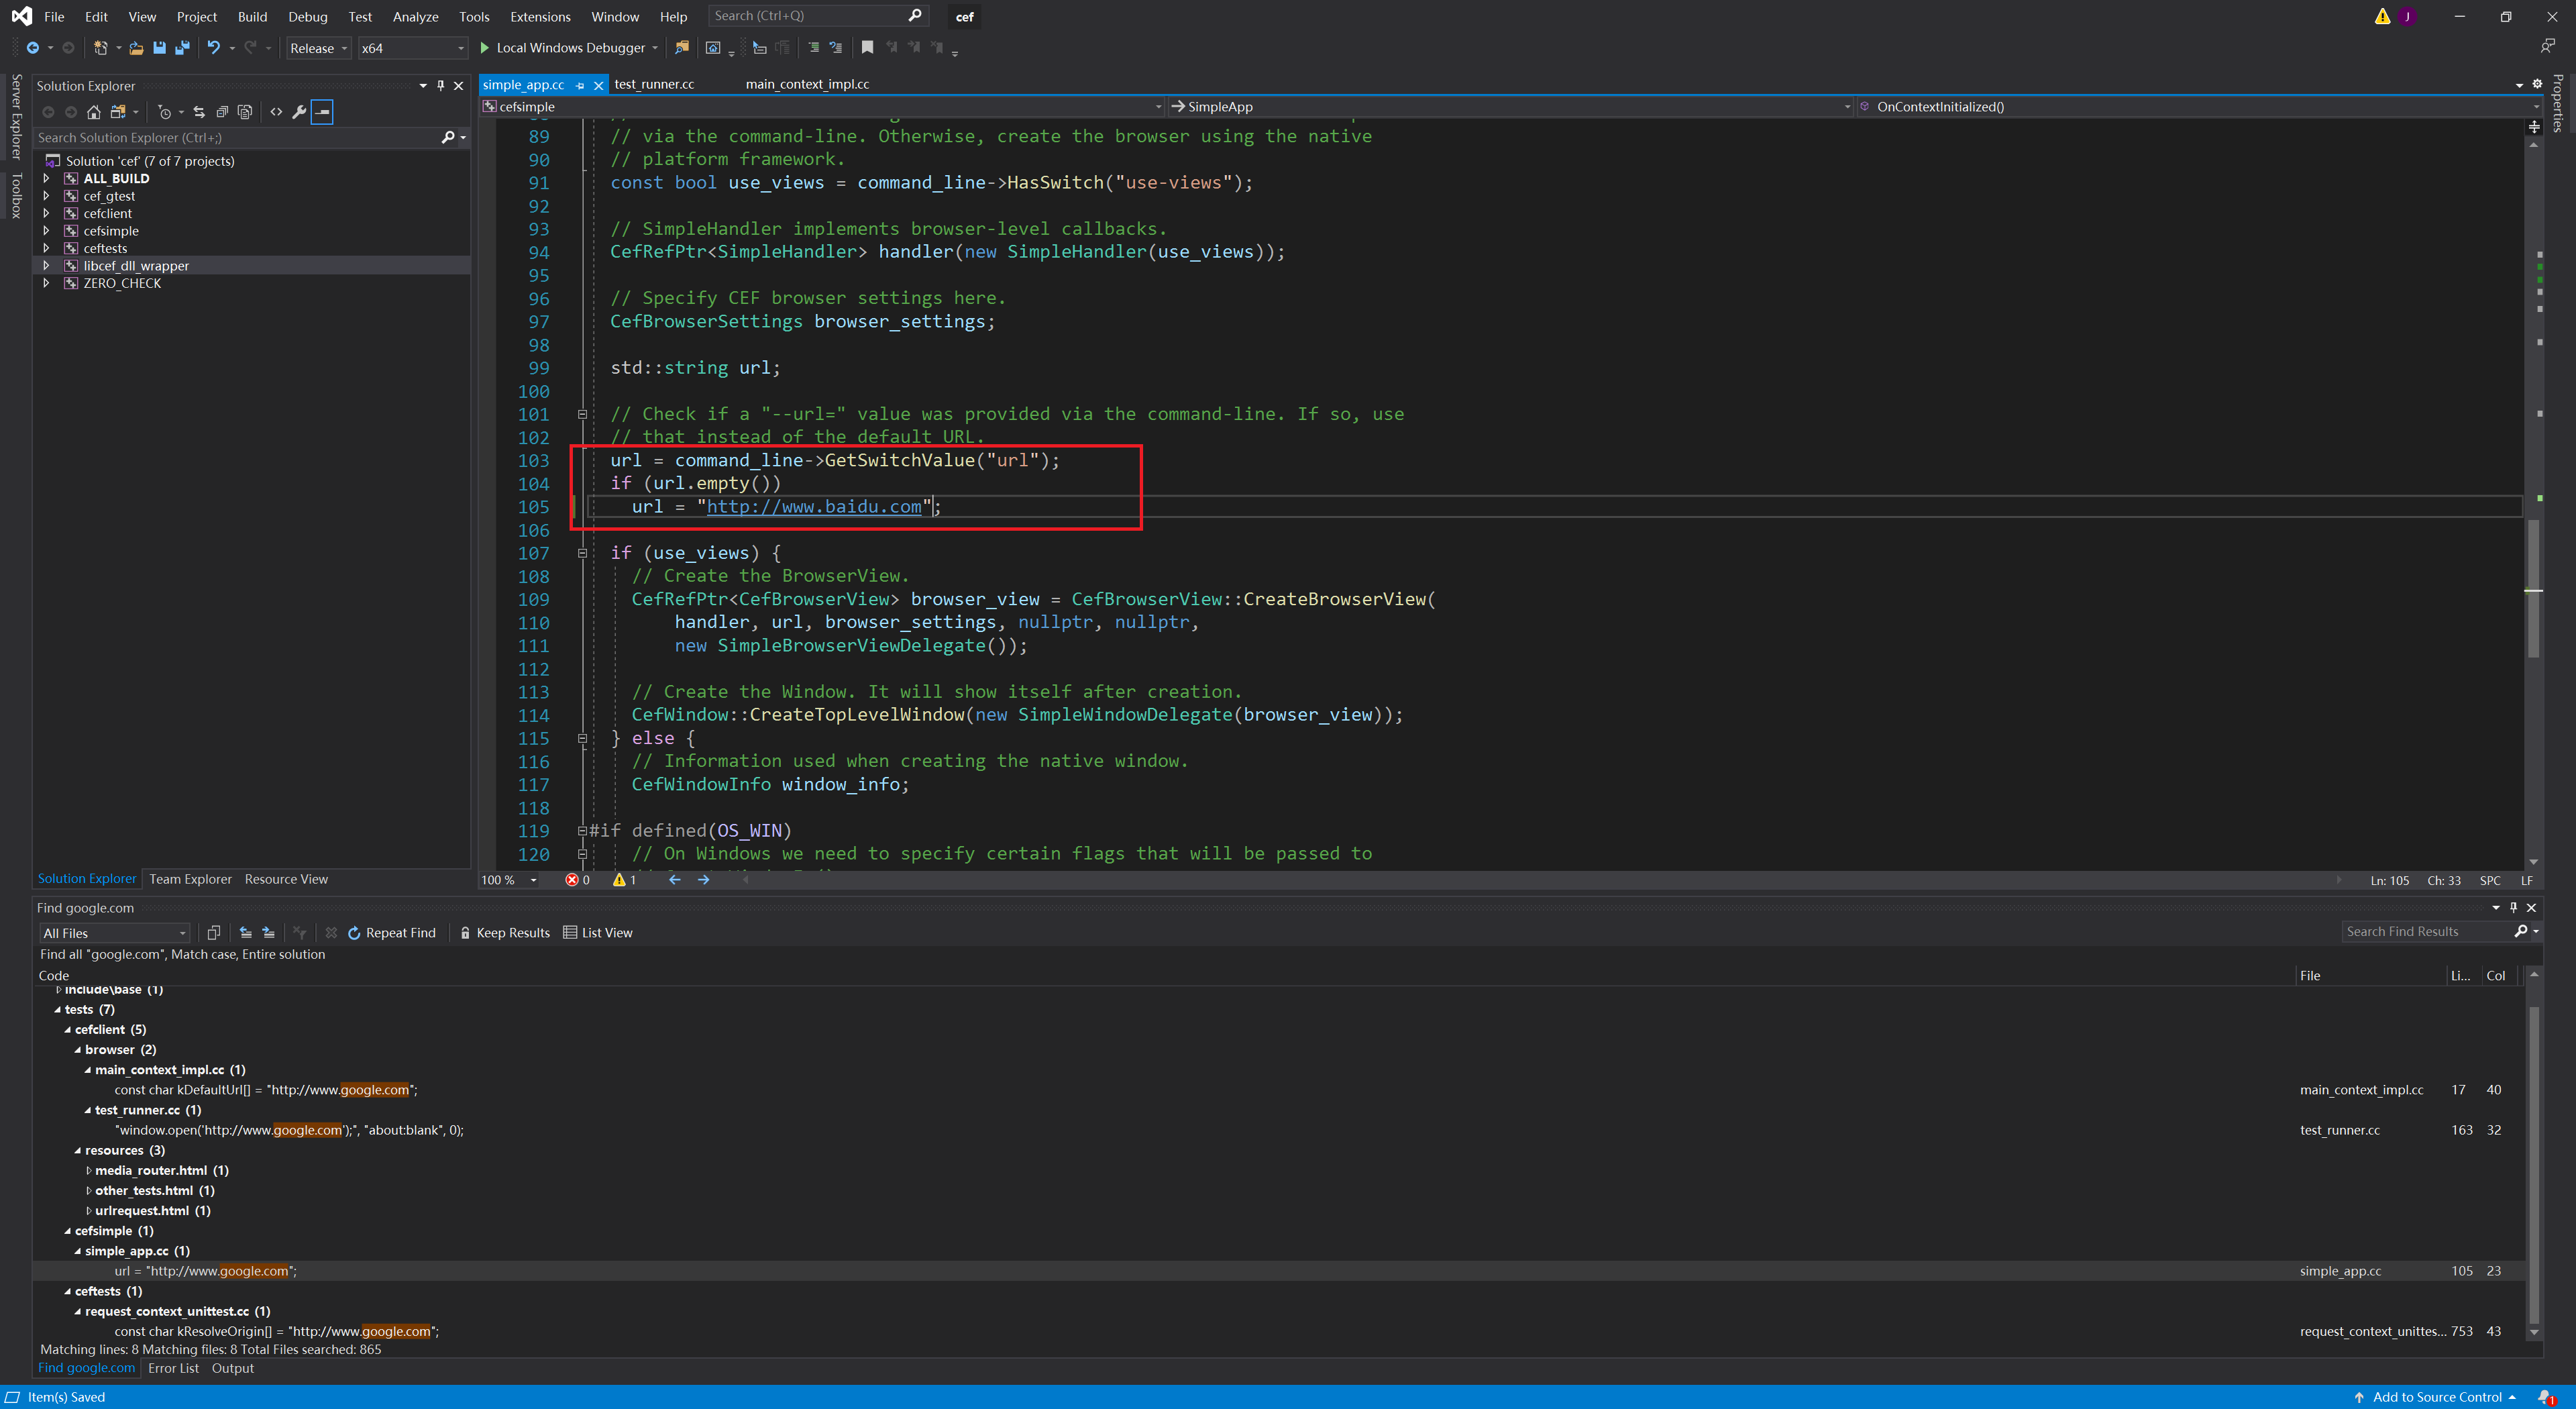 File Edit View Project Build Debug Test Analyze Tools Extensions Window Help Search (Ctrl+Q) cef
J
Release x64 Local Windows Debugger
Server Explorer
Toolbox
Solution Explorer
Search Solution Explorer (Ctrl+;)
Solution 'cef' (7 of 7 projects)
ALL_BUILD
cef_gtest
cefclient
cefsimple
ceftests
libcef_dll_wrapper
ZERO_CHECK
Solution Explorer Team Explorer Resource View
simple_app.cc test_runner.cc main_context_impl.cc
cefsimple SimpleApp OnContextInitialized()
Properties
89 // via the command-line. Otherwise, create the browser using the native
90 // platform framework.
91 const bool use_views = command_line->HasSwitch("use-views");
92
93 // SimpleHandler implements browser-level callbacks.
94 CefRefPtr<SimpleHandler> handler(new SimpleHandler(use_views));
95
96 // Specify CEF browser settings here.
97 CefBrowserSettings browser_settings;
98
99 std::string url;
100
101 // Check if a "--url=" value was provided via the command-line. If so, use
102 // that instead of the default URL.
103 url = command_line->GetSwitchValue("url");
104 if (url.empty())
105 url = "http://www.baidu.com";
106
107 if (use_views) {
108 // Create the BrowserView.
109 CefRefPtr<CefBrowserView> browser_view = CefBrowserView::CreateBrowserView(
110 handler, url, browser_settings, nullptr, nullptr,
111 new SimpleBrowserViewDelegate());
112
113 // Create the Window. It will show itself after creation.
114 CefWindow::CreateTopLevelWindow(new SimpleWindowDelegate(browser_view));
115 } else {
116 // Information used when creating the native window.
117 CefWindowInfo window_info;
118
119 #if defined(OS_WIN)
120 // On Windows we need to specify certain flags that will be passed to
100 % 0 1 Ln: 105 Ch: 33 SPC LF
Find google.com
All Files Repeat Find Keep Results List View Search Find Results
Find all "google.com", Match case, Entire solution
Code File Li... Col
include\base (1)
tests (7)
cefclient (5)
browser (2)
main_context_impl.cc (1)
const char kDefaultUrl[] = "http://www.google.com"; main_context_impl.cc 17 40
test_runner.cc (1)
"window.open('http://www.google.com');", "about:blank", 0); test_runner.cc 163 32
resources (3)
media_router.html (1)
other_tests.html (1)
urlrequest.html (1)
cefsimple (1)
simple_app.cc (1)
url = "http://www.google.com"; simple_app.cc 105 23
ceftests (1)
request_context_unittest.cc (1)
const char kResolveOrigin[] = "http://www.google.com"; request_context_unittes... 753 43
Matching lines: 8 Matching files: 8 Total Files searched: 865
Find google.com Error List Output
Item(s) Saved Add to Source Control 1